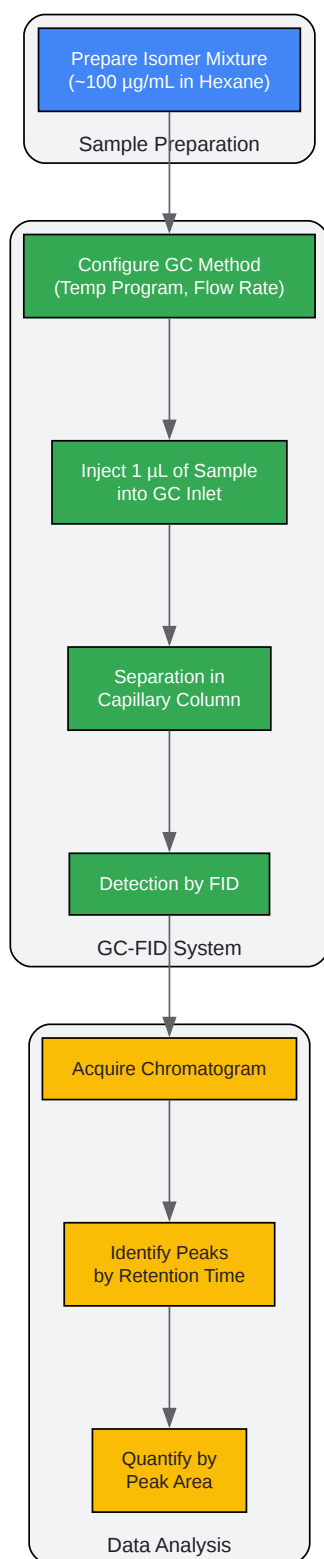 Prepare Isomer Mixture
(~100 µg/mL in Hexane)
Sample Preparation
Configure GC Method
(Temp Program, Flow Rate)
Inject 1 µL of Sample
into GC Inlet
Separation in
Capillary Column
Detection by FID
GC-FID System
Acquire Chromatogram
Identify Peaks
by Retention Time
Quantify by
Peak Area
Data Analysis